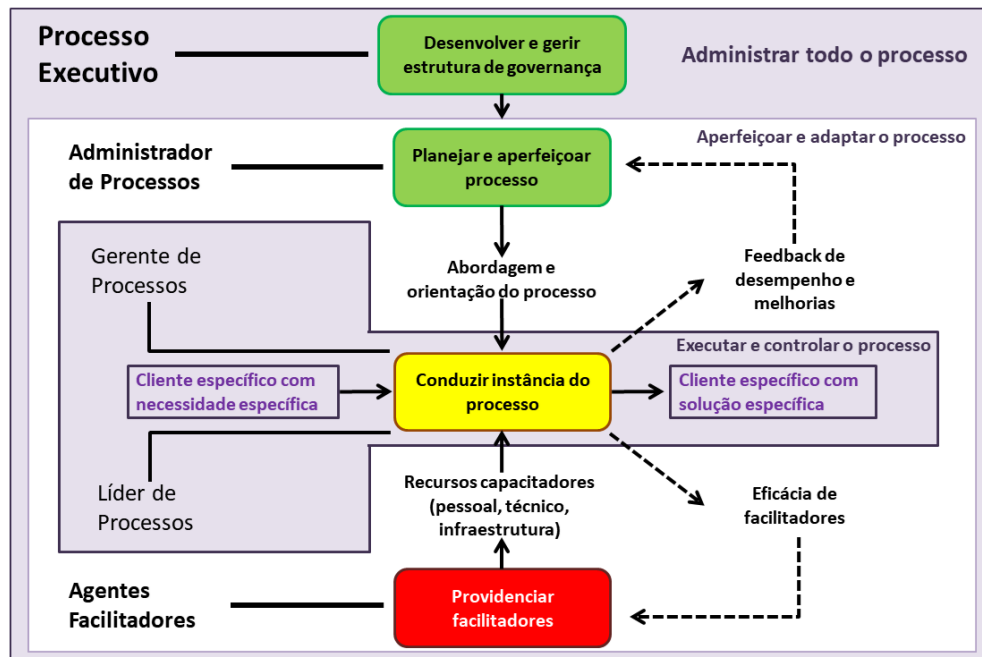 Processo
Executivo
Desenvolver e gerir
estrutura de governança
Administrar todo o processo
Aperfeiçoar e adaptar o processo
Administrador
de Processos
Planejar e aperfeiçoar
processo
Gerente de
Processos
Abordagem e
orientação do processo
Feedback de
desempenho e
melhorias
Executar e controlar o processo
Cliente específico com
necessidade específica
Conduzir instância do
processo
Cliente específico com
solução específica
Líder de
Processos
Recursos capacitadores
(pessoal, técnico,
infraestrutura)
Eficácia de
facilitadores
Agentes
Facilitadores
Providenciar
facilitadores